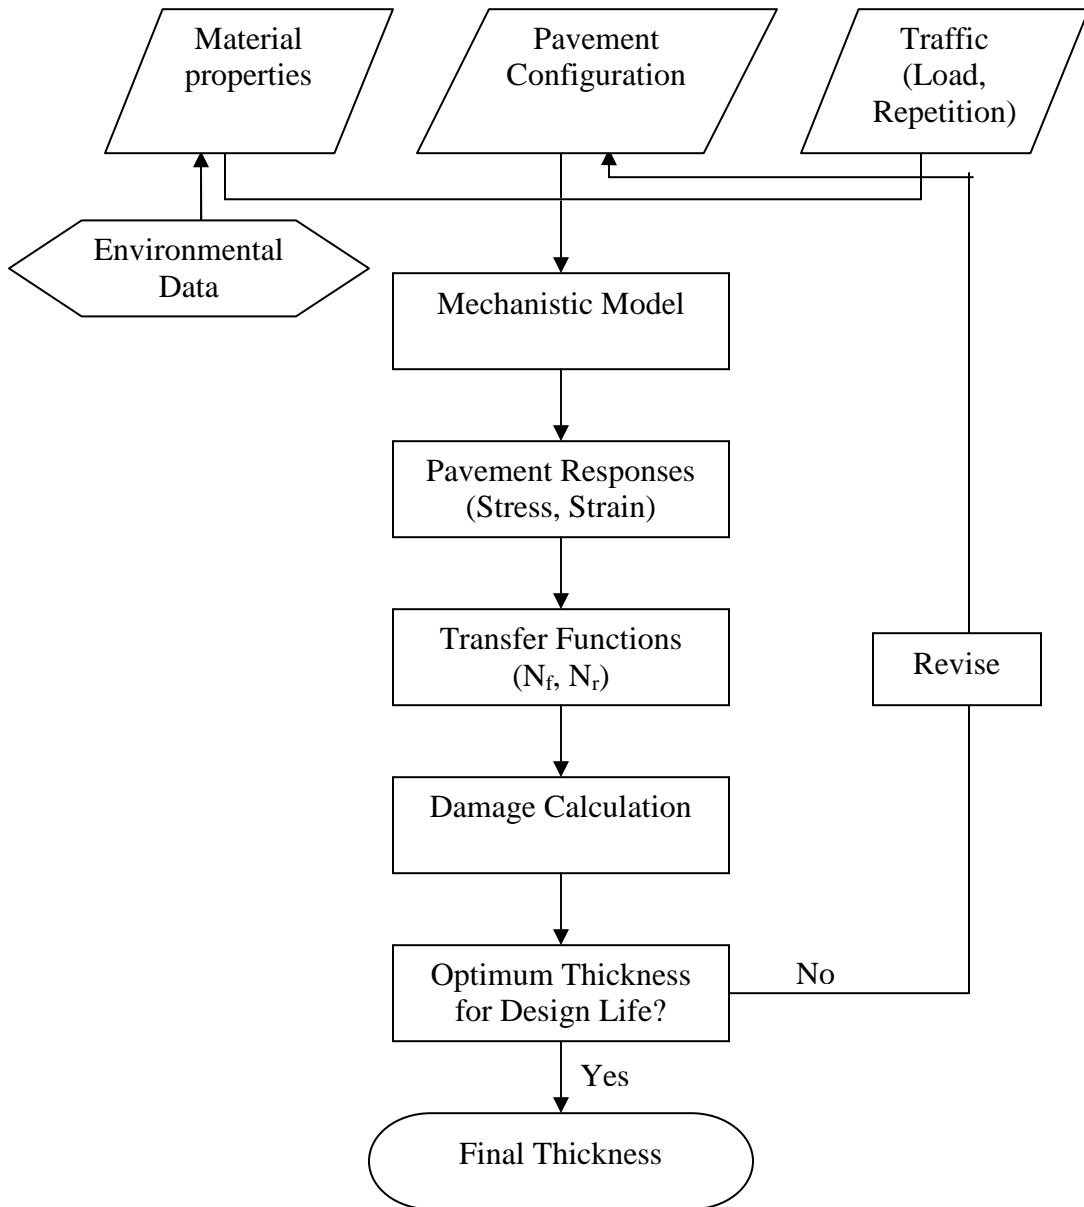 Material
properties
Pavement
Configuration
Traffic
(Load,
Repetition)
Environmental
Data
Mechanistic Model
Pavement Responses
(Stress, Strain)
Transfer Functions
(Nf, Nr)
Revise
Damage Calculation
Optimum Thickness
for Design Life?
No
Yes
Final Thickness